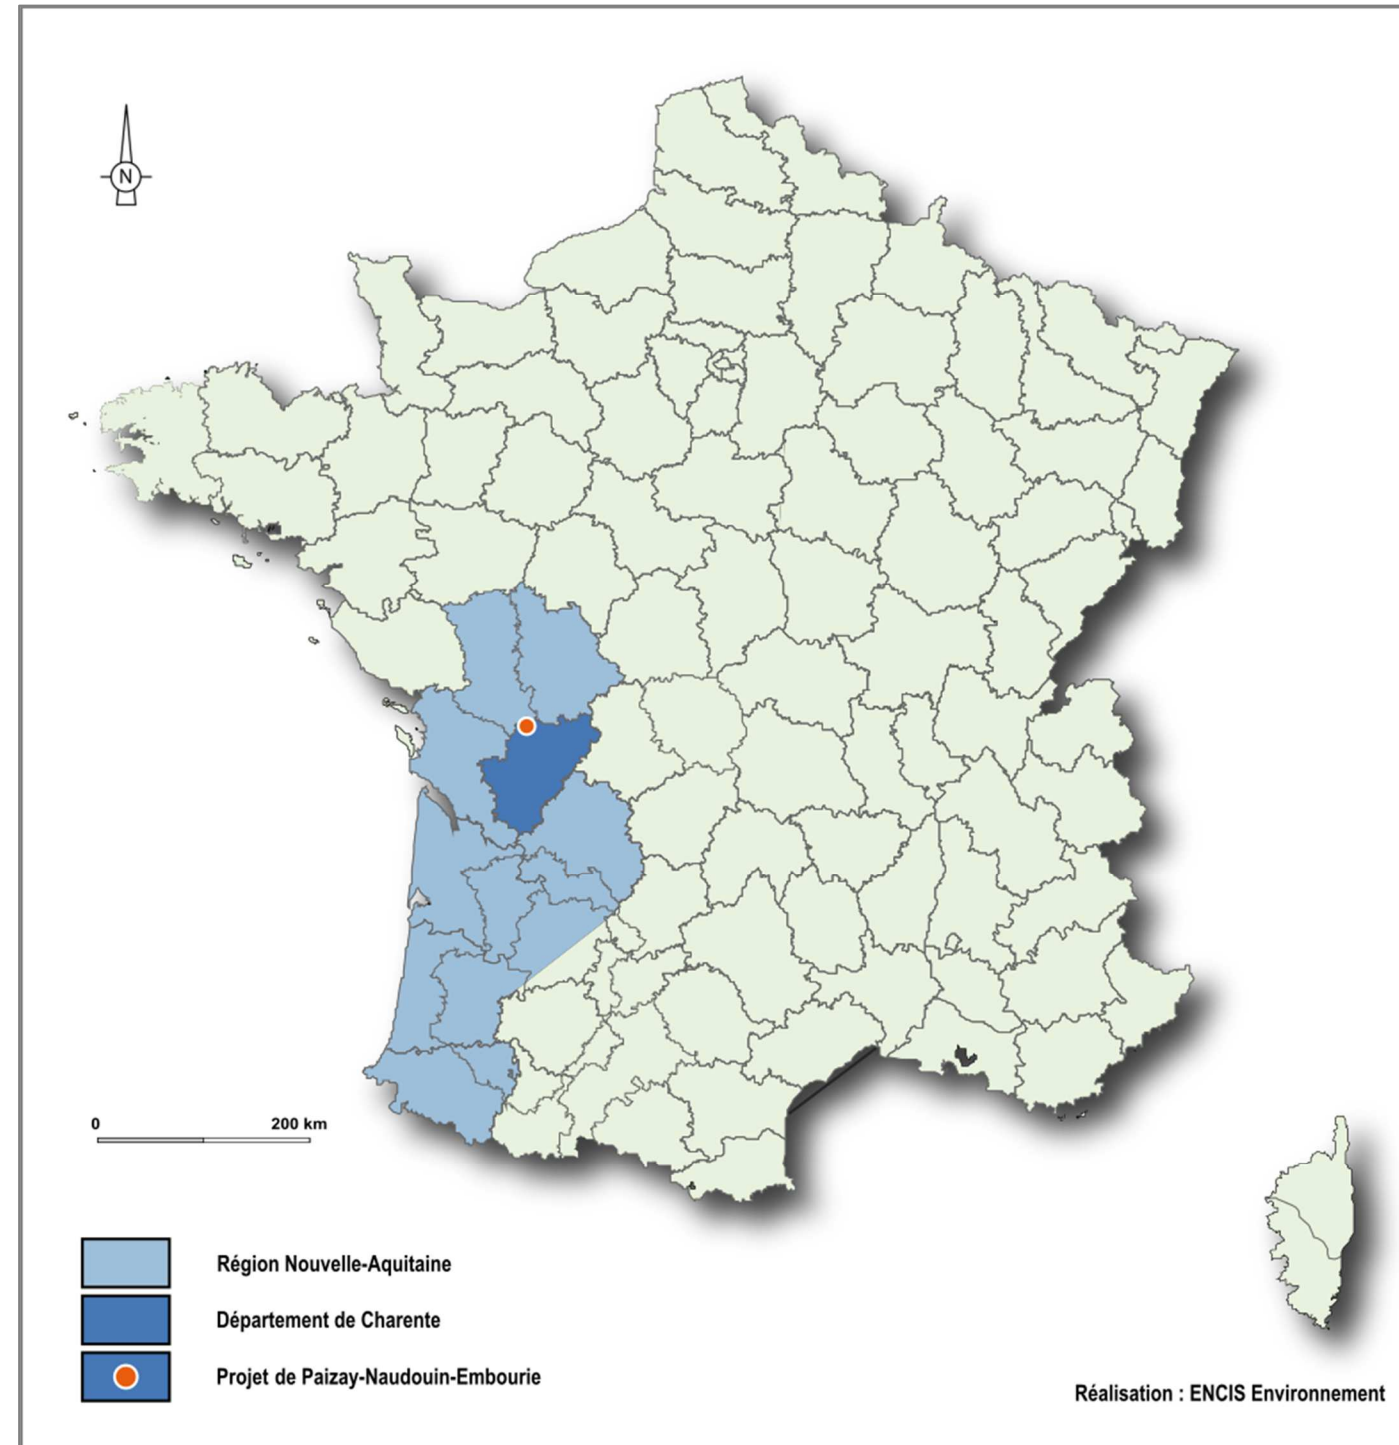 N
0 200 km
Région Nouvelle-Aquitaine
Département de Charente
Projet de Paizay-Naudouin-Embourie
Réalisation : ENCIS Environnement